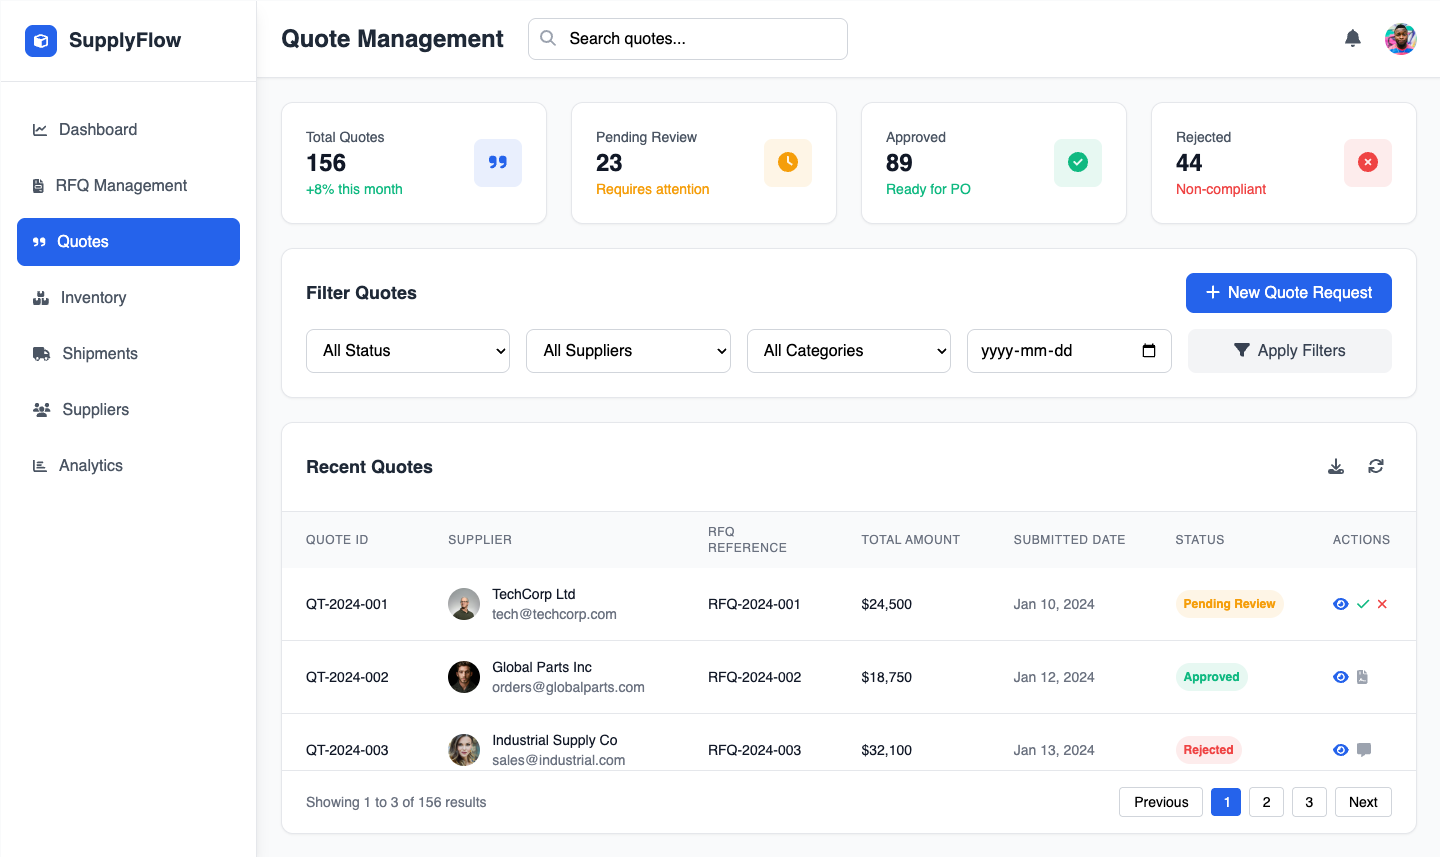 SupplyFlow
Quote Management
Search quotes...
Dashboard
RFQ Management
Quotes
Inventory
Shipments
Suppliers
Analytics
Total Quotes
156
+8% this month
Pending Review
23
Requires attention
Approved
89
Ready for PO
Rejected
44
Non-compliant
Filter Quotes
New Quote Request
All Status
All Suppliers
All Categories
yyyy-mm-dd
Apply Filters
Recent Quotes
QUOTE ID
SUPPLIER
RFQ
REFERENCE
TOTAL AMOUNT
SUBMITTED DATE
STATUS
ACTIONS
QT-2024-001
TechCorp Ltd
tech@techcorp.com
RFQ-2024-001
$24,500
Jan 10, 2024
Pending Review
QT-2024-002
Global Parts Inc
orders@globalparts.com
RFQ-2024-002
$18,750
Jan 12, 2024
Approved
QT-2024-003
Industrial Supply Co
sales@industrial.com
RFQ-2024-003
$32,100
Jan 13, 2024
Rejected
Showing 1 to 3 of 156 results
Previous
1
2
3
Next